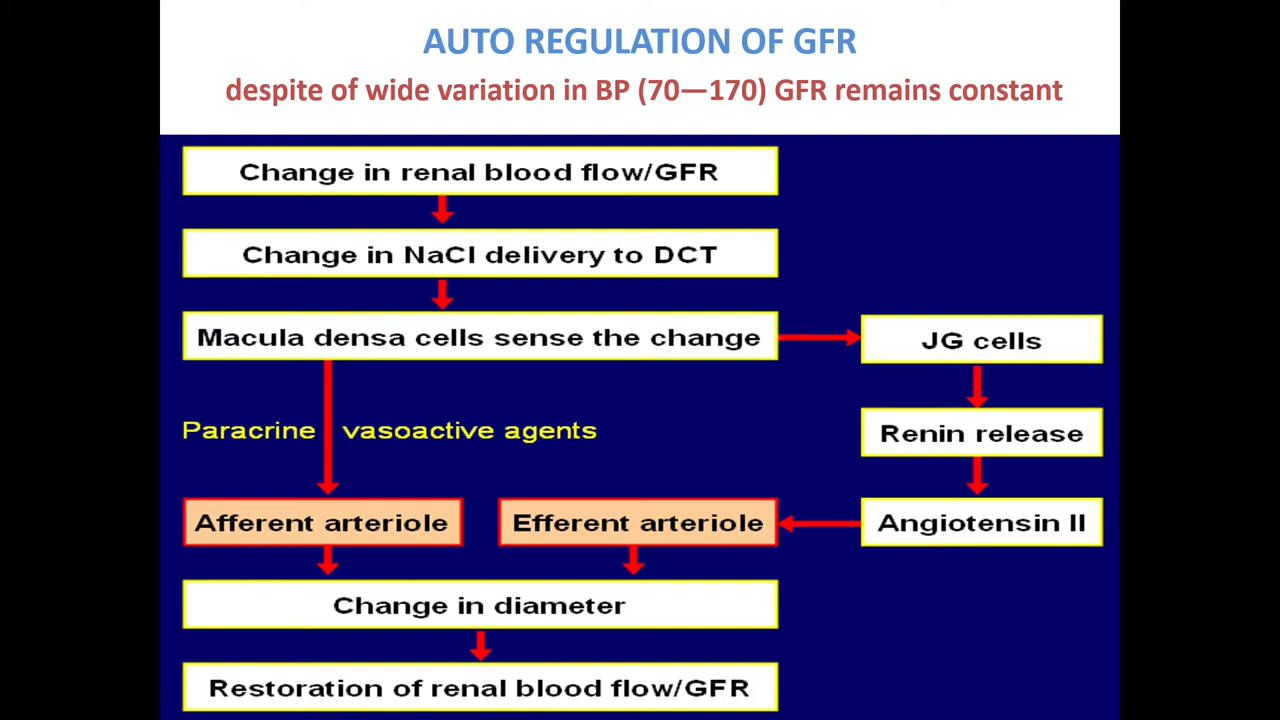 AUTO REGULATION OF GFR
despite of wide variation in BP (70—170) GFR remains constant
Change in renal blood flow/GFR
Change in NaCl delivery to DCT
Macula densa cells sense the change
JG cells
Paracrine vasoactive agents
Renin release
Afferent arteriole
Efferent arteriole
Angiotensin II
Change in diameter
Restoration of renal blood flow/GFR